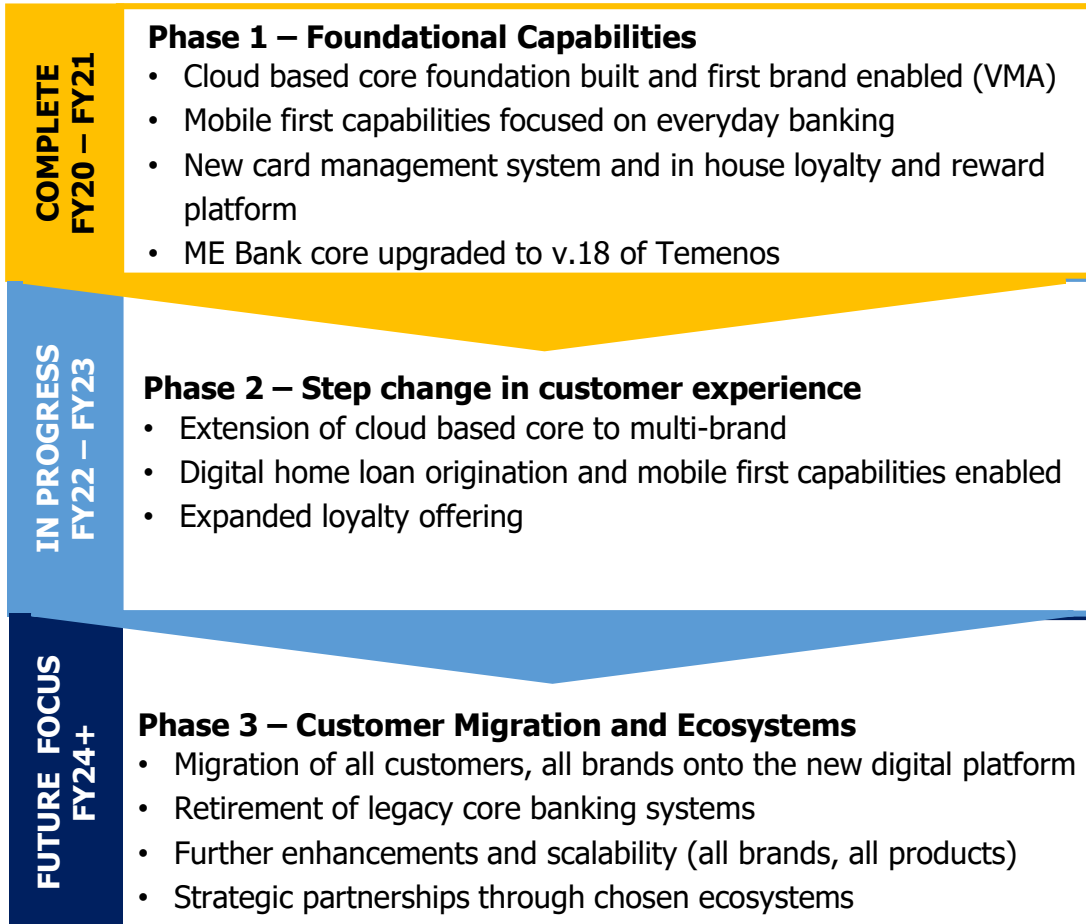 COMPLETE
FY20 – FY21
Phase 1 – Foundational Capabilities
• Cloud based core foundation built and first brand enabled (VMA)
• Mobile first capabilities focused on everyday banking
• New card management system and in house loyalty and reward
platform
• ME Bank core upgraded to v.18 of Temenos
IN PROGRESS
FY22 – FY23
Phase 2 – Step change in customer experience
• Extension of cloud based core to multi-brand
• Digital home loan origination and mobile first capabilities enabled
• Expanded loyalty offering
FUTURE FOCUS
FY24+
Phase 3 – Customer Migration and Ecosystems
• Migration of all customers, all brands onto the new digital platform
• Retirement of legacy core banking systems
• Further enhancements and scalability (all brands, all products)
• Strategic partnerships through chosen ecosystems